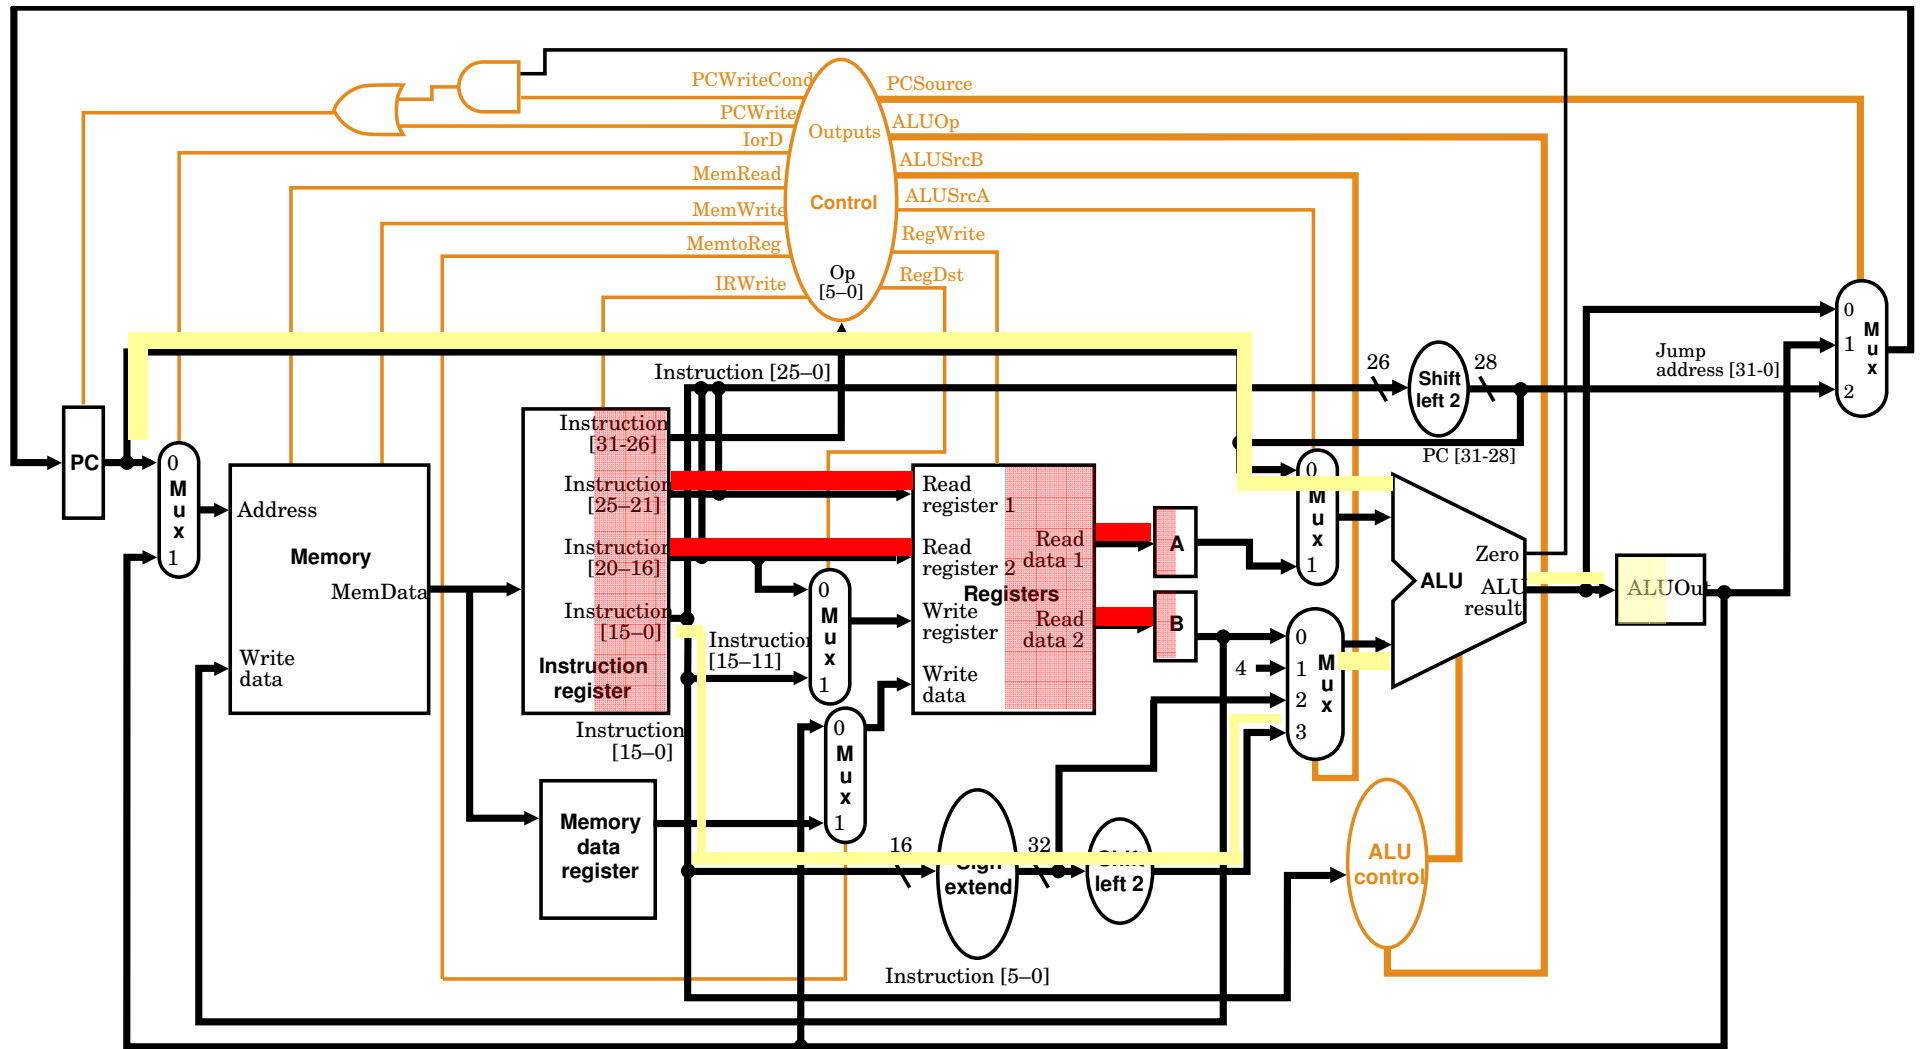 PCWriteCond
PCWrite
IorD
MemRead
MemWrite
MemtoReg
IRWrite
Outputs
Control
Op
[5–0]
PCSource
ALUOp
ALUSrcB
ALUSrcA
RegWrite
RegDst
0
1
2
M
u
x
Jump
address [31-0]
26
Shift
left 2
28
PC [31-28]
Instruction [25–0]
PC
0
M
u
x
1
Address
Memory
MemData
Write
data
Instruction
[31-26]
Instruction
[25–21]
Instruction
[20–16]
Instruction
[15–0]
Instruction
register
Instruction
[15–11]
Instruction
[15–0]
Memory
data
register
0
M
u
x
1
0
M
u
x
1
Read
register 1
Read
register 2
Registers
Write
register
Write
data
Read
data 1
Read
data 2
A
B
0
M
u
x
1
4
0
1
2
3
M
u
x
ALU
Zero
ALU
result
ALUOut
16
Sign
extend
32
Shift
left 2
ALU
control
Instruction [5–0]